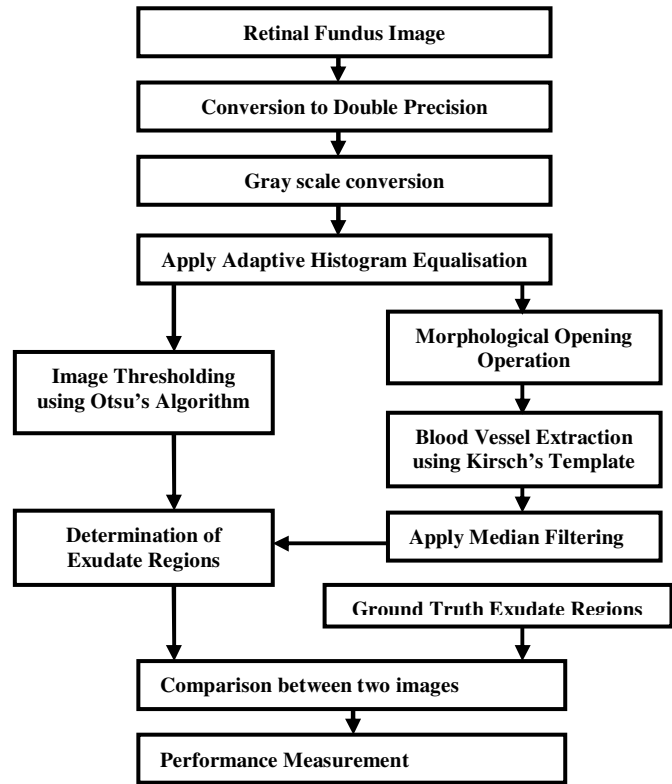 Retinal Fundus Image
Conversion to Double Precision
Gray scale conversion
Apply Adaptive Histogram Equalisation
Morphological Opening
Operation
Image Thresholding
using Otsu's Algorithm
Blood Vessel Extraction
using Kirsch's Template
Determination of
Exudate Regions
Apply Median Filtering
Ground Truth Exudate Regions
Comparison between two images
Performance Measurement